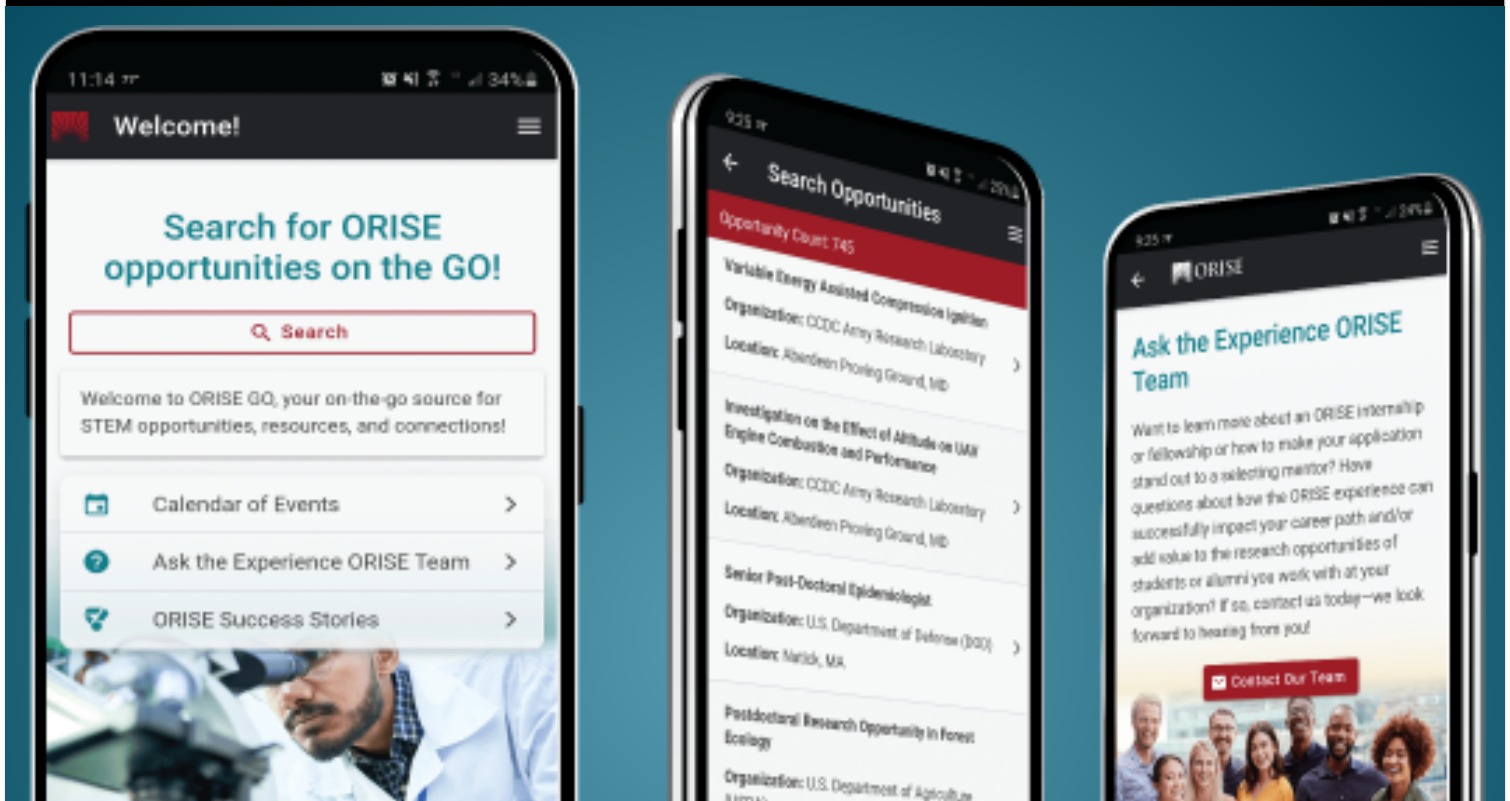 11:14
34%
Welcome!
Search for ORISE
opportunities on the GO!
Search
Welcome to ORISE GO, your on-the-go source for
STEM opportunities, resources, and connections!
Calendar of Events
Ask the Experience ORISE Team
ORISE Success Stories
9:25
Search Opportunities
Opportunity Count: 745
Variable Energy Assisted Compression Ignition
Organization: CCDC Army Research Laboratory
Location: Aberdeen Proving Ground, MD
Investigation on the Effect of Altitude on UAV
Engine Combustion and Performance
Organization: CCDC Army Research Laboratory
Location: Aberdeen Proving Ground, MD
Senior Post-Doctoral Epidemiologist
Organization: U.S. Department of Defense (DOD)
Location: Natick, MA
Postdoctoral Research Opportunity in Forest
Ecology
Organization: U.S. Department of Agriculture
9:25
ORISE
Ask the Experience ORISE
Team
Want to learn more about an ORISE internship
or fellowship or how to make your application
stand out to a selecting mentor? Have
questions about how the ORISE experience can
successfully impact your career path and/or
add value to the research opportunities of
students or alumni you work with at your
organization? If so, contact us today—we look
forward to hearing from you!
Contact Our Team